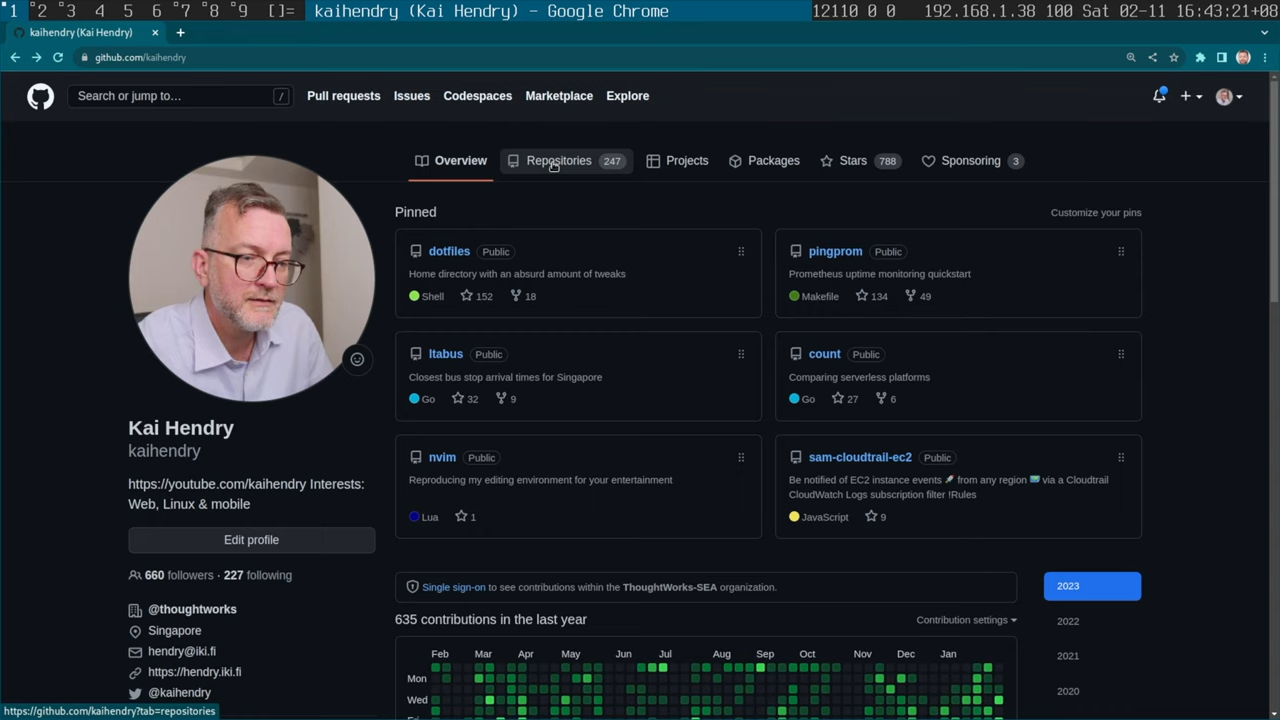 1 2 3 4 5 6 7 8 9 []= kaihendry (Kai Hendry) - Google Chrome 12110 0 0 192.168.1.38 100 Sat 02-11 16:43:21+08
kaihendry (Kai Hendry)
github.com/kaihendry
Search or jump to… / Pull requests Issues Codespaces Marketplace Explore
Overview Repositories 247 Projects Packages Stars 788 Sponsoring 3
Pinned Customize your pins
dotfiles Public
Home directory with an absurd amount of tweaks
Shell 152 18
pingprom Public
Prometheus uptime monitoring quickstart
Makefile 134 49
ltabus Public
Closest bus stop arrival times for Singapore
Go 32 9
count Public
Comparing serverless platforms
Go 27 6
nvim Public
Reproducing my editing environment for your entertainment
Lua 1
sam-cloudtrail-ec2 Public
Be notified of EC2 instance events from any region via a Cloudtrail
CloudWatch Logs subscription filter !Rules
JavaScript 9
Kai Hendry
kaihendry
https://youtube.com/kaihendry Interests:
Web, Linux & mobile
Edit profile
660 followers · 227 following
@thoughtworks
Singapore
hendry@iki.fi
https://hendry.iki.fi
@kaihendry
Single sign-on to see contributions within the ThoughtWorks-SEA organization.
635 contributions in the last year Contribution settings
Feb Mar Apr May Jun Jul Aug Sep Oct Nov Dec Jan
Mon
Wed
2023
2022
2021
2020
https://github.com/kaihendry?tab=repositories